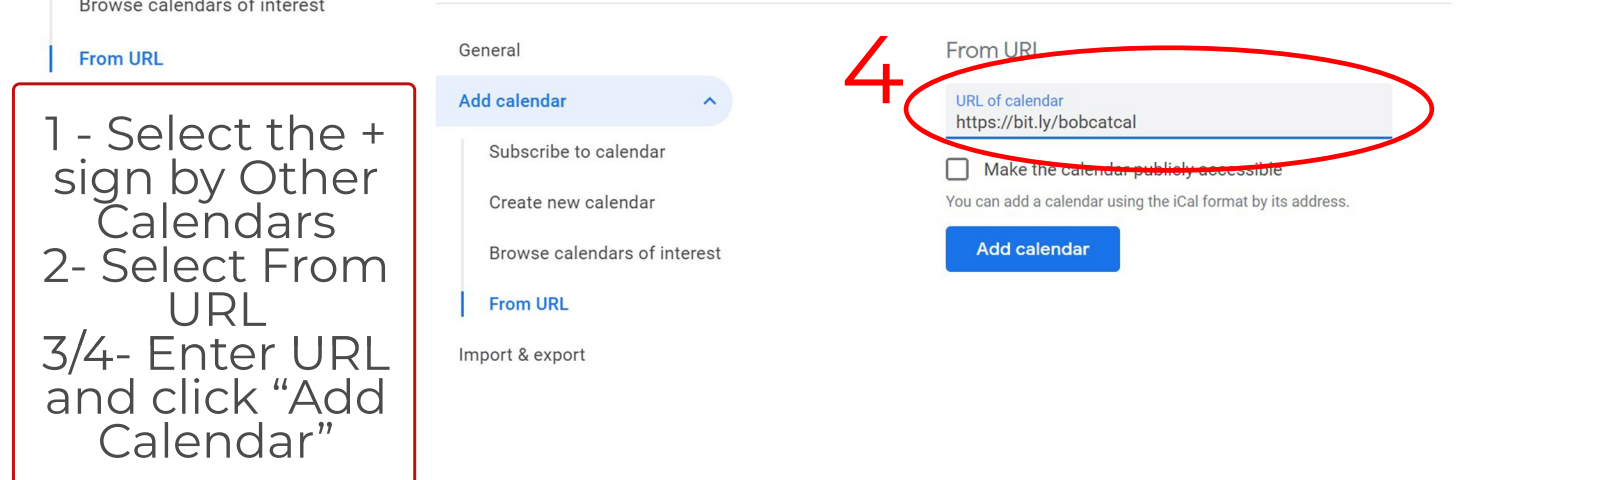 Browse calendars of interest
From URL
1 - Select the +
sign by Other
Calendars
2- Select From
URL
3/4- Enter URL
and click “Add
Calendar”
General
Add calendar
Subscribe to calendar
Create new calendar
Browse calendars of interest
From URL
Import & export
4
From URL
URL of calendar
https://bit.ly/bobcatcal
Make the calendar publicly accessible
You can add a calendar using the iCal format by its address.
Add calendar